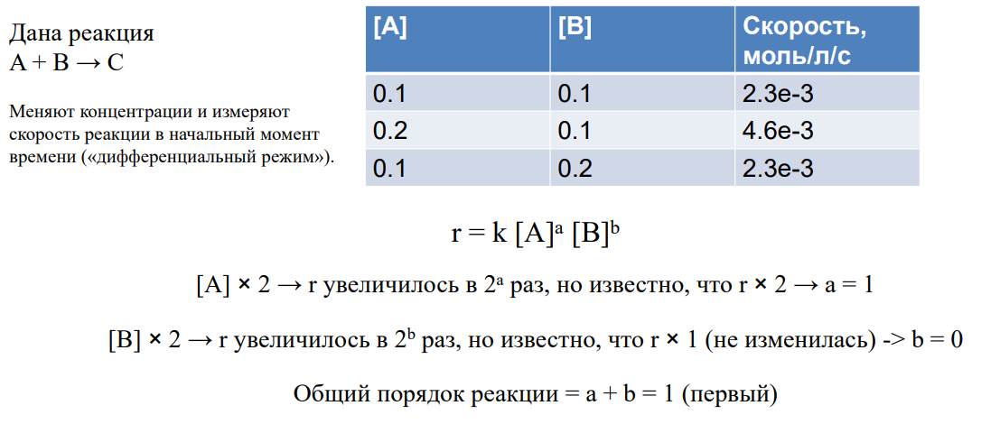 Дана реакция
A + B → C
Меняют концентрации и измеряют
скорость реакции в начальный момент
времени («дифференциальный режим»).
[A] [B] Скорость,
моль/л/с
0.1 0.1 2.3e-3
0.2 0.1 4.6e-3
0.1 0.2 2.3e-3
r = k [A]ᵃ [B]ᵇ
[A] × 2 → r увеличилось в 2ᵃ раз, но известно, что r × 2 → a = 1
[B] × 2 → r увеличилось в 2ᵇ раз, но известно, что r × 1 (не изменилась) -> b = 0
Общий порядок реакции = a + b = 1 (первый)